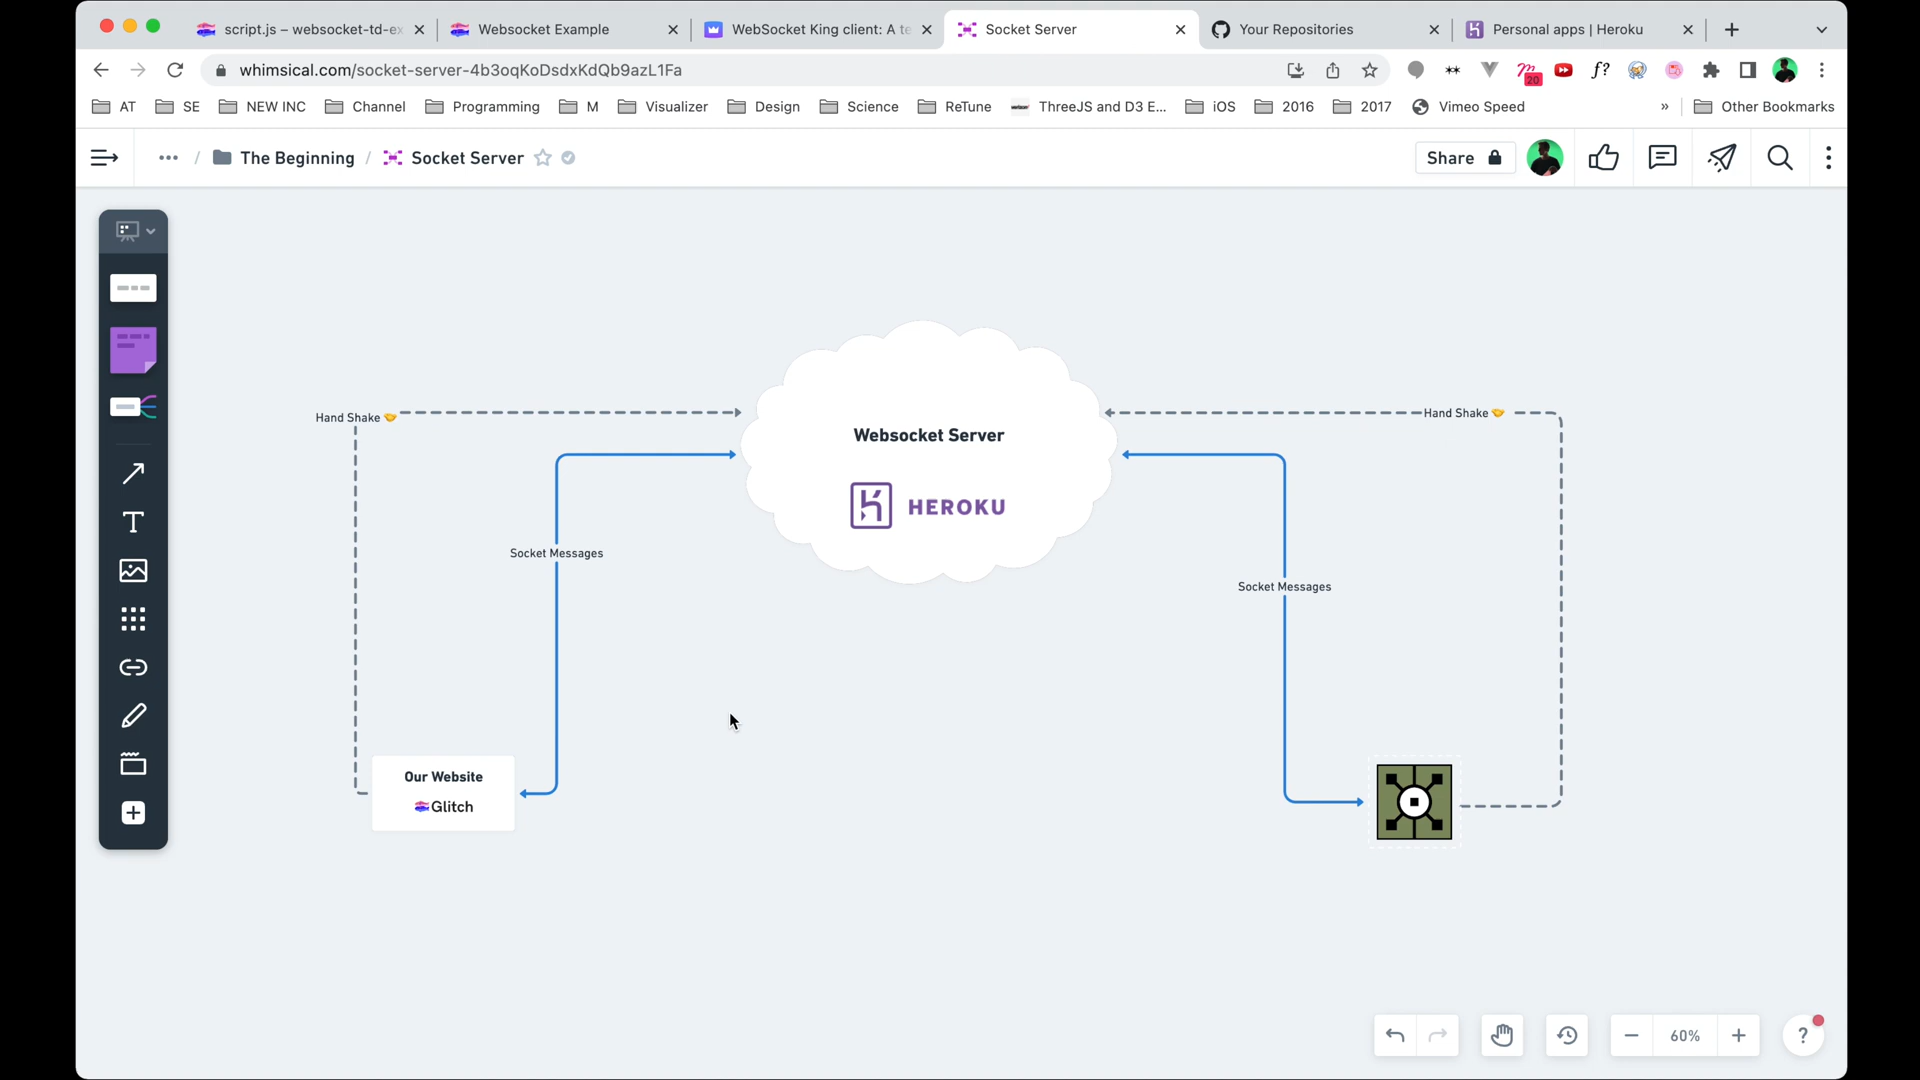 script.js – websocket-td-ex
Websocket Example
WebSocket King client: A te
Socket Server
Your Repositories
Personal apps | Heroku
whimsical.com/socket-server-4b3oqKoDsdxKdQb9azL1Fa
20
f?
AT
SE
NEW INC
Channel
Programming
M
Visualizer
Design
Science
ReTune
ThreeJS and D3 E...
iOS
2016
2017
Vimeo Speed
»
Other Bookmarks
... / The Beginning / Socket Server
Share
Hand Shake
Hand Shake
Websocket Server
HEROKU
Socket Messages
Socket Messages
Our Website
Glitch
T
60%
?